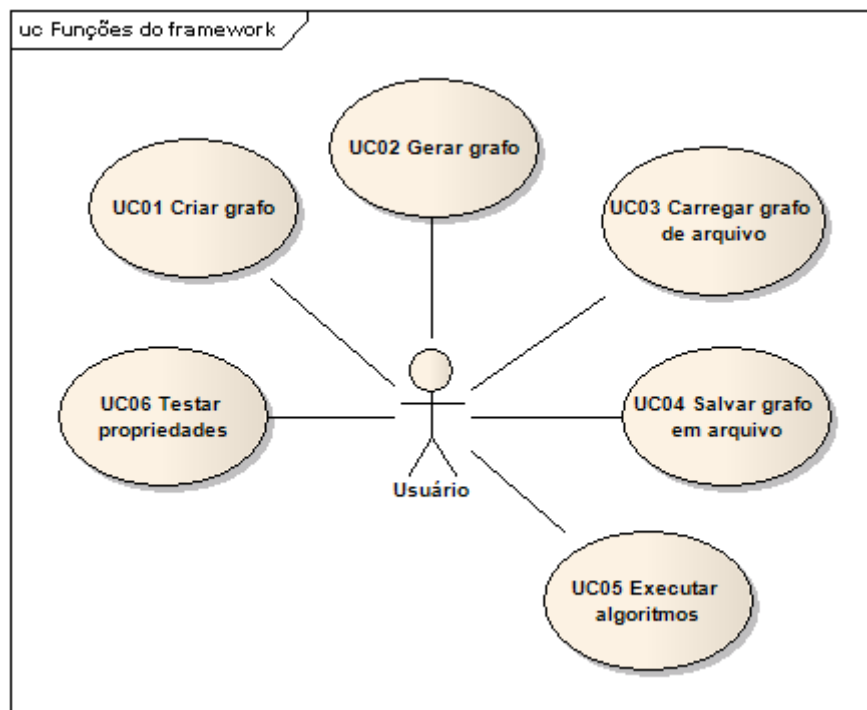 uc Funções do framework
UC02 Gerar grafo
UC01 Criar grafo
UC03 Carregar grafo
de arquivo
UC06 Testar
propriedades
UC04 Salvar grafo
em arquivo
Usuário
UC05 Executar
algoritmos